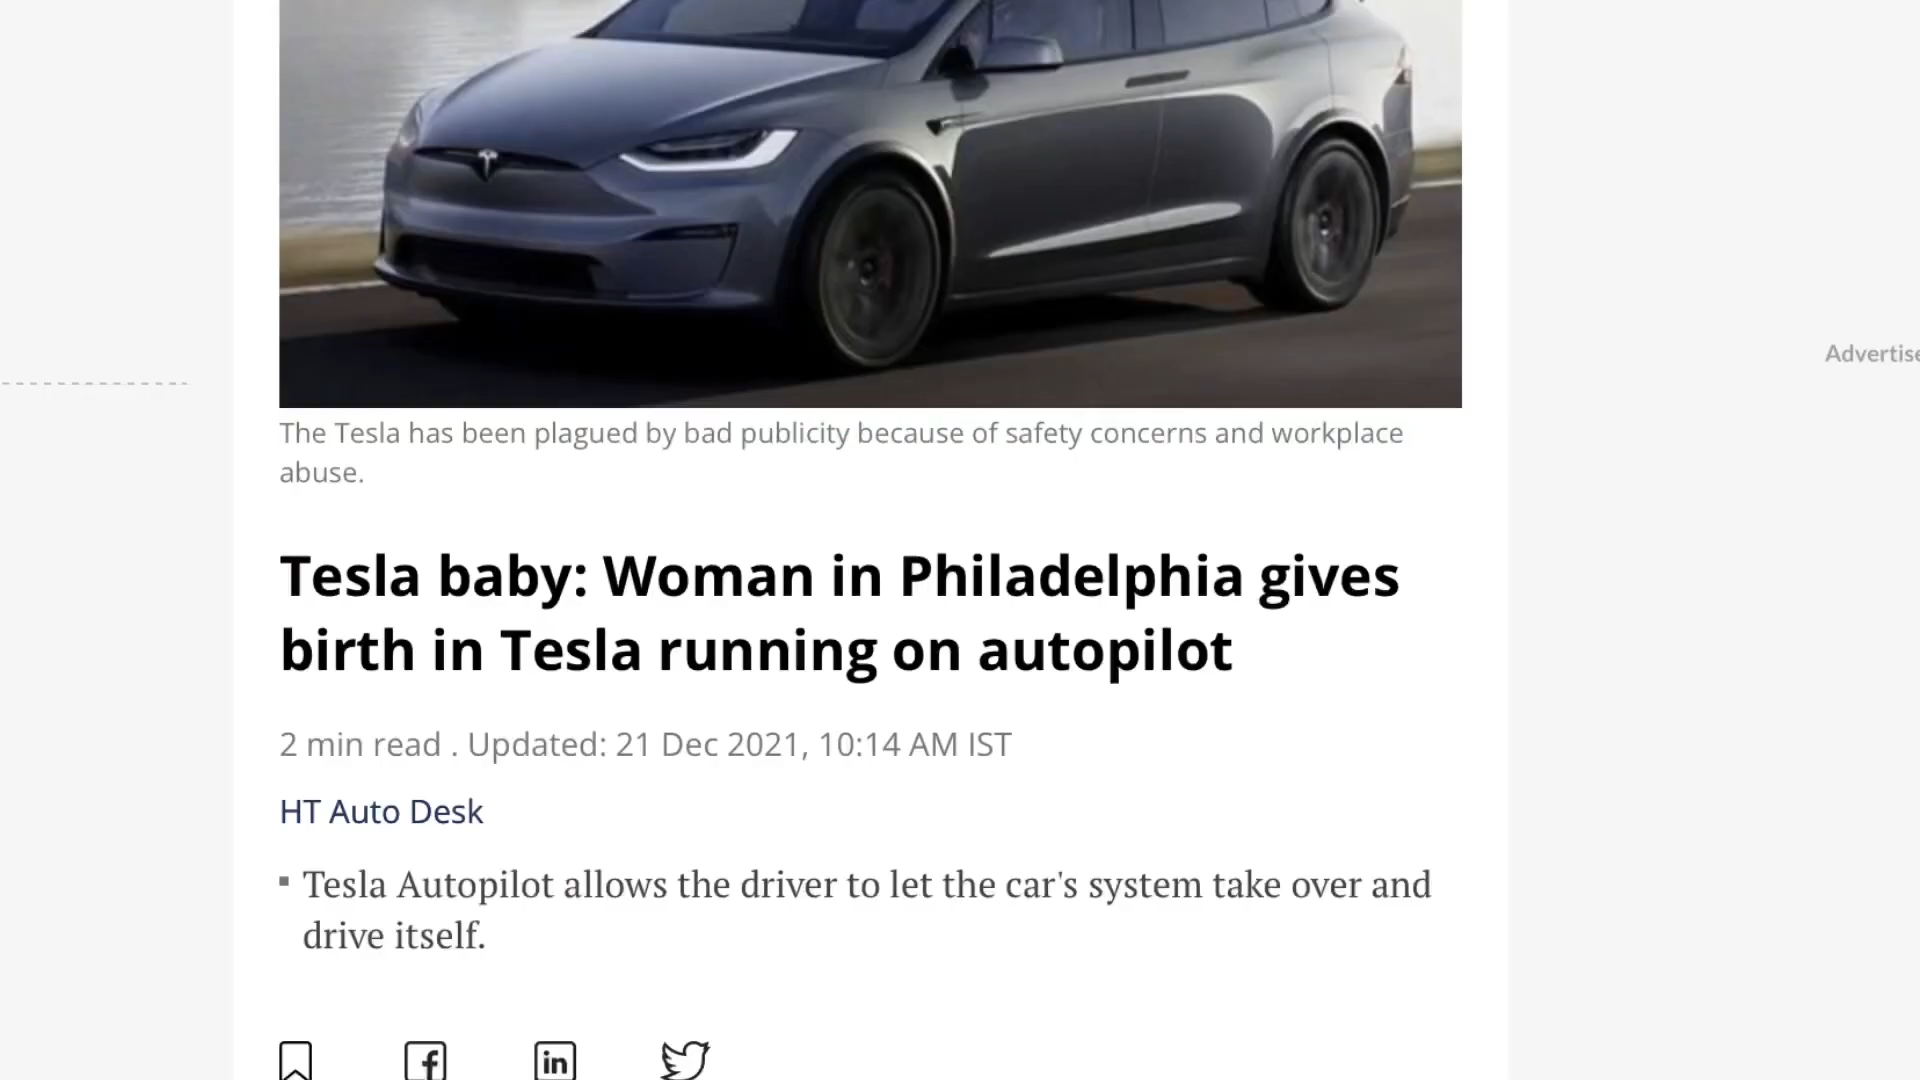 Advertise
The Tesla has been plagued by bad publicity because of safety concerns and workplace
abuse.
Tesla baby: Woman in Philadelphia gives
birth in Tesla running on autopilot
2 min read . Updated: 21 Dec 2021, 10:14 AM IST
HT Auto Desk
Tesla Autopilot allows the driver to let the car's system take over and
drive itself.